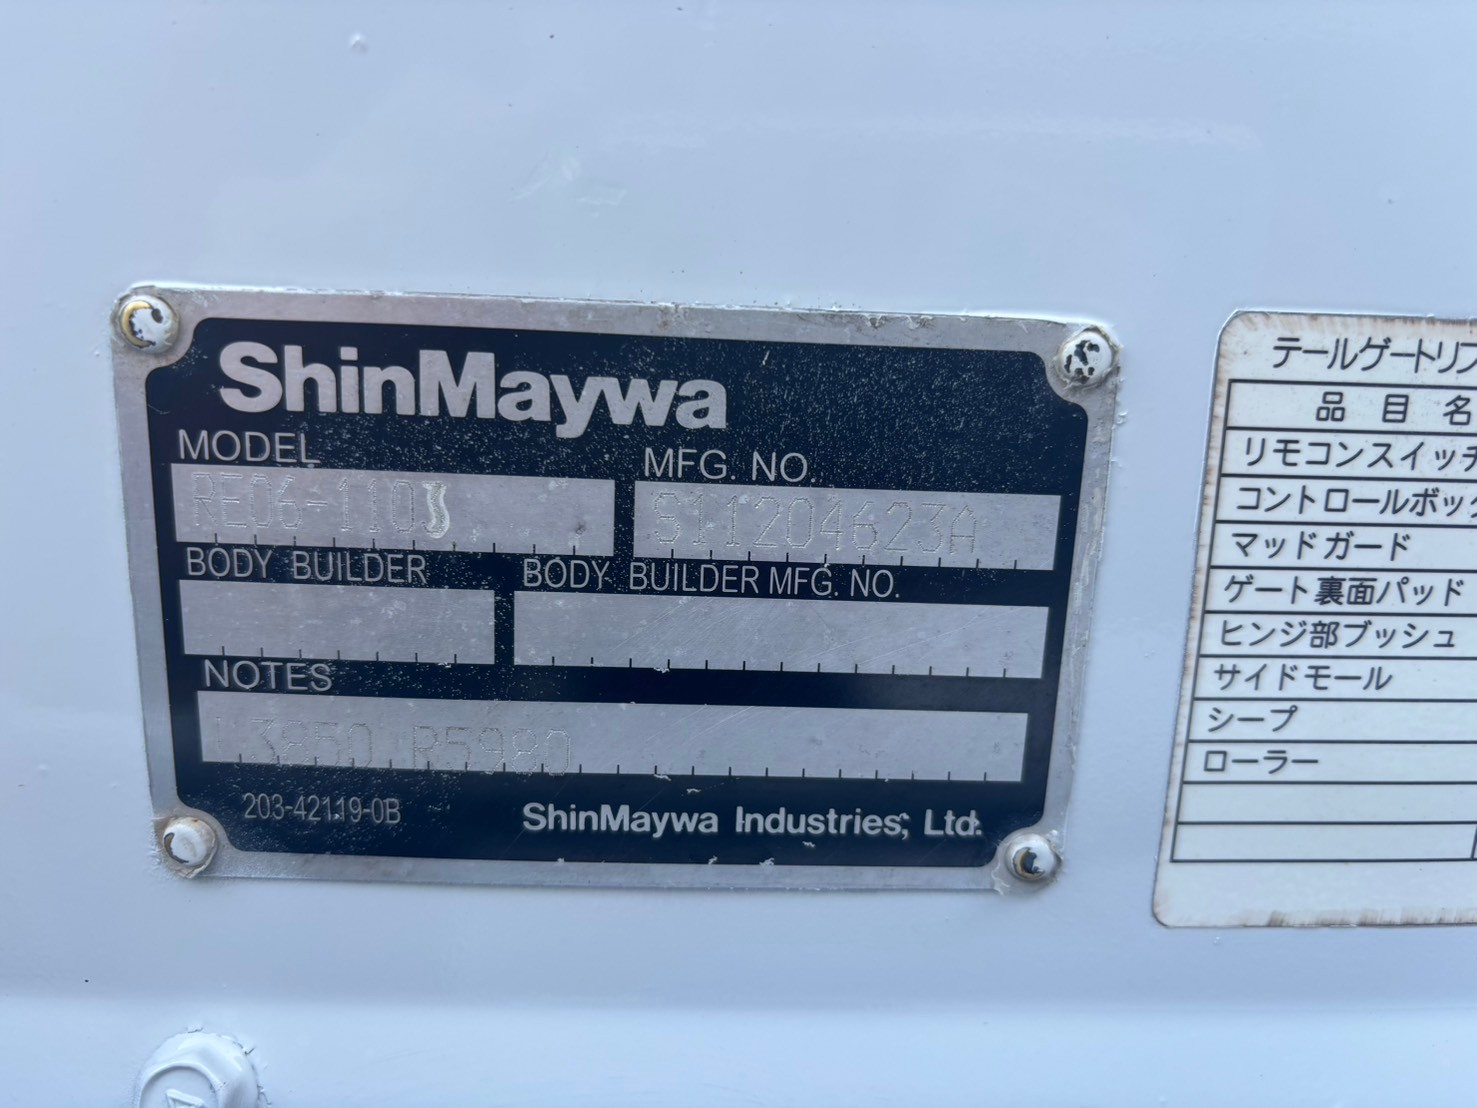 ShinMaywa
MODEL
MFG. NO.
S11204623A
BODY BUILDER
BODY BUILDER MFG. NO.
NOTES
L3850 R5980
203-42119-0B
ShinMaywa Industries, Ltd.
テールゲートリフ
品目名
リモコンスイッチ
コントロールボック
マッドガード
ゲート裏面パッド
ヒンジ部ブッシュ
サイドモール
シーブ
ローラー